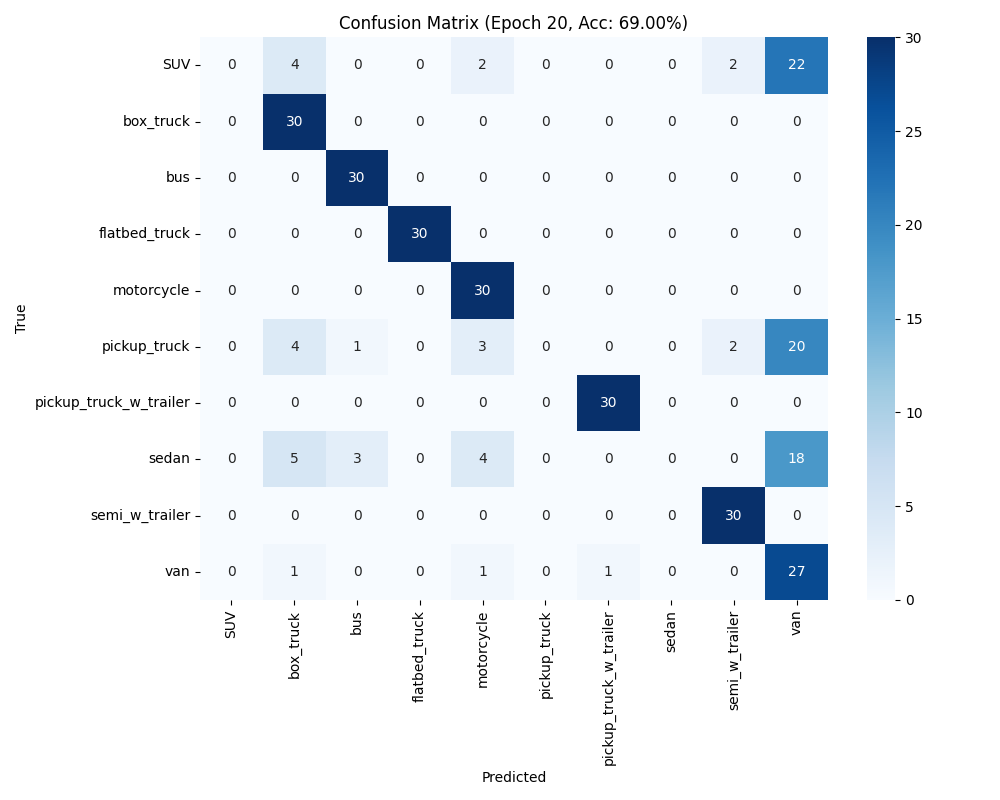 Confusion Matrix (Epoch 20, Acc: 69.00%)
True
SUV 0 4 0 0 2 0 0 0 2 22
box_truck 0 30 0 0 0 0 0 0 0 0
bus 0 0 30 0 0 0 0 0 0 0
flatbed_truck 0 0 0 30 0 0 0 0 0 0
motorcycle 0 0 0 0 30 0 0 0 0 0
pickup_truck 0 4 1 0 3 0 0 0 2 20
pickup_truck_w_trailer 0 0 0 0 0 0 30 0 0 0
sedan 0 5 3 0 4 0 0 0 0 18
semi_w_trailer 0 0 0 0 0 0 0 0 30 0
van 0 1 0 0 1 0 1 0 0 27
SUV box_truck bus flatbed_truck motorcycle pickup_truck pickup_truck_w_trailer sedan semi_w_trailer van
Predicted
30
25
20
15
10
5
0